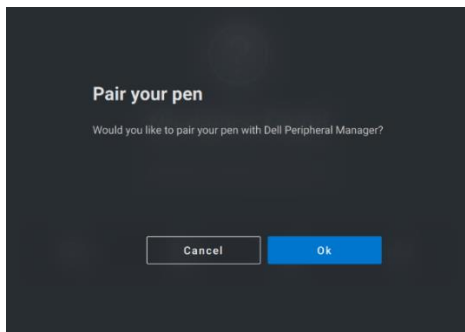 Pair your pen
Would you like to pair your pen with Dell Peripheral Manager?
Cancel
Ok